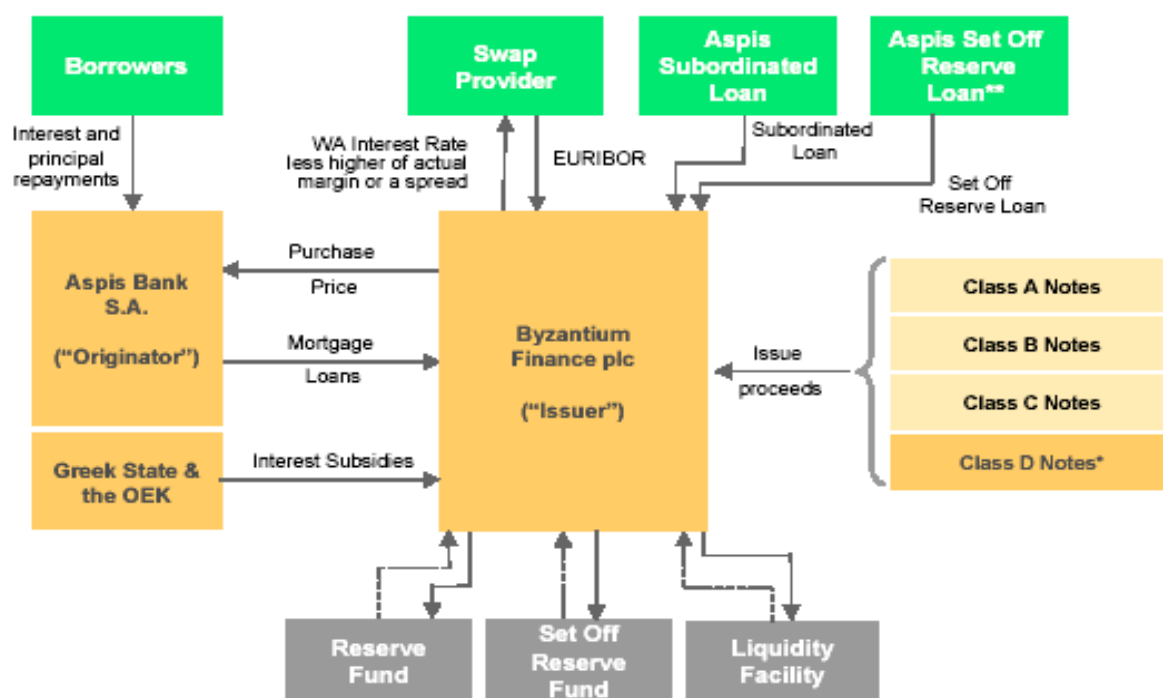 Borrowers
Swap
Provider
Aspis
Subordinated
Loan
Aspis Set Off
Reserve
Loan**
Interest and
principal
repayments
WA Interest Rate
less higher of actual
margin or a spread
EURIBOR
Subordinated
Loan
Set Off
Reserve Loan
Aspis Bank
S.A.
(“Originator”)
Purchase
Price
Mortgage
Loans
Byzantium
Finance plc
(“Issuer”)
Issue
proceeds
Class A Notes
Class B Notes
Class C Notes
Class D Notes*
Greek State &
the OEK
Interest Subsidies
Reserve
Fund
Set Off
Reserve
Fund
Liquidity
Facility